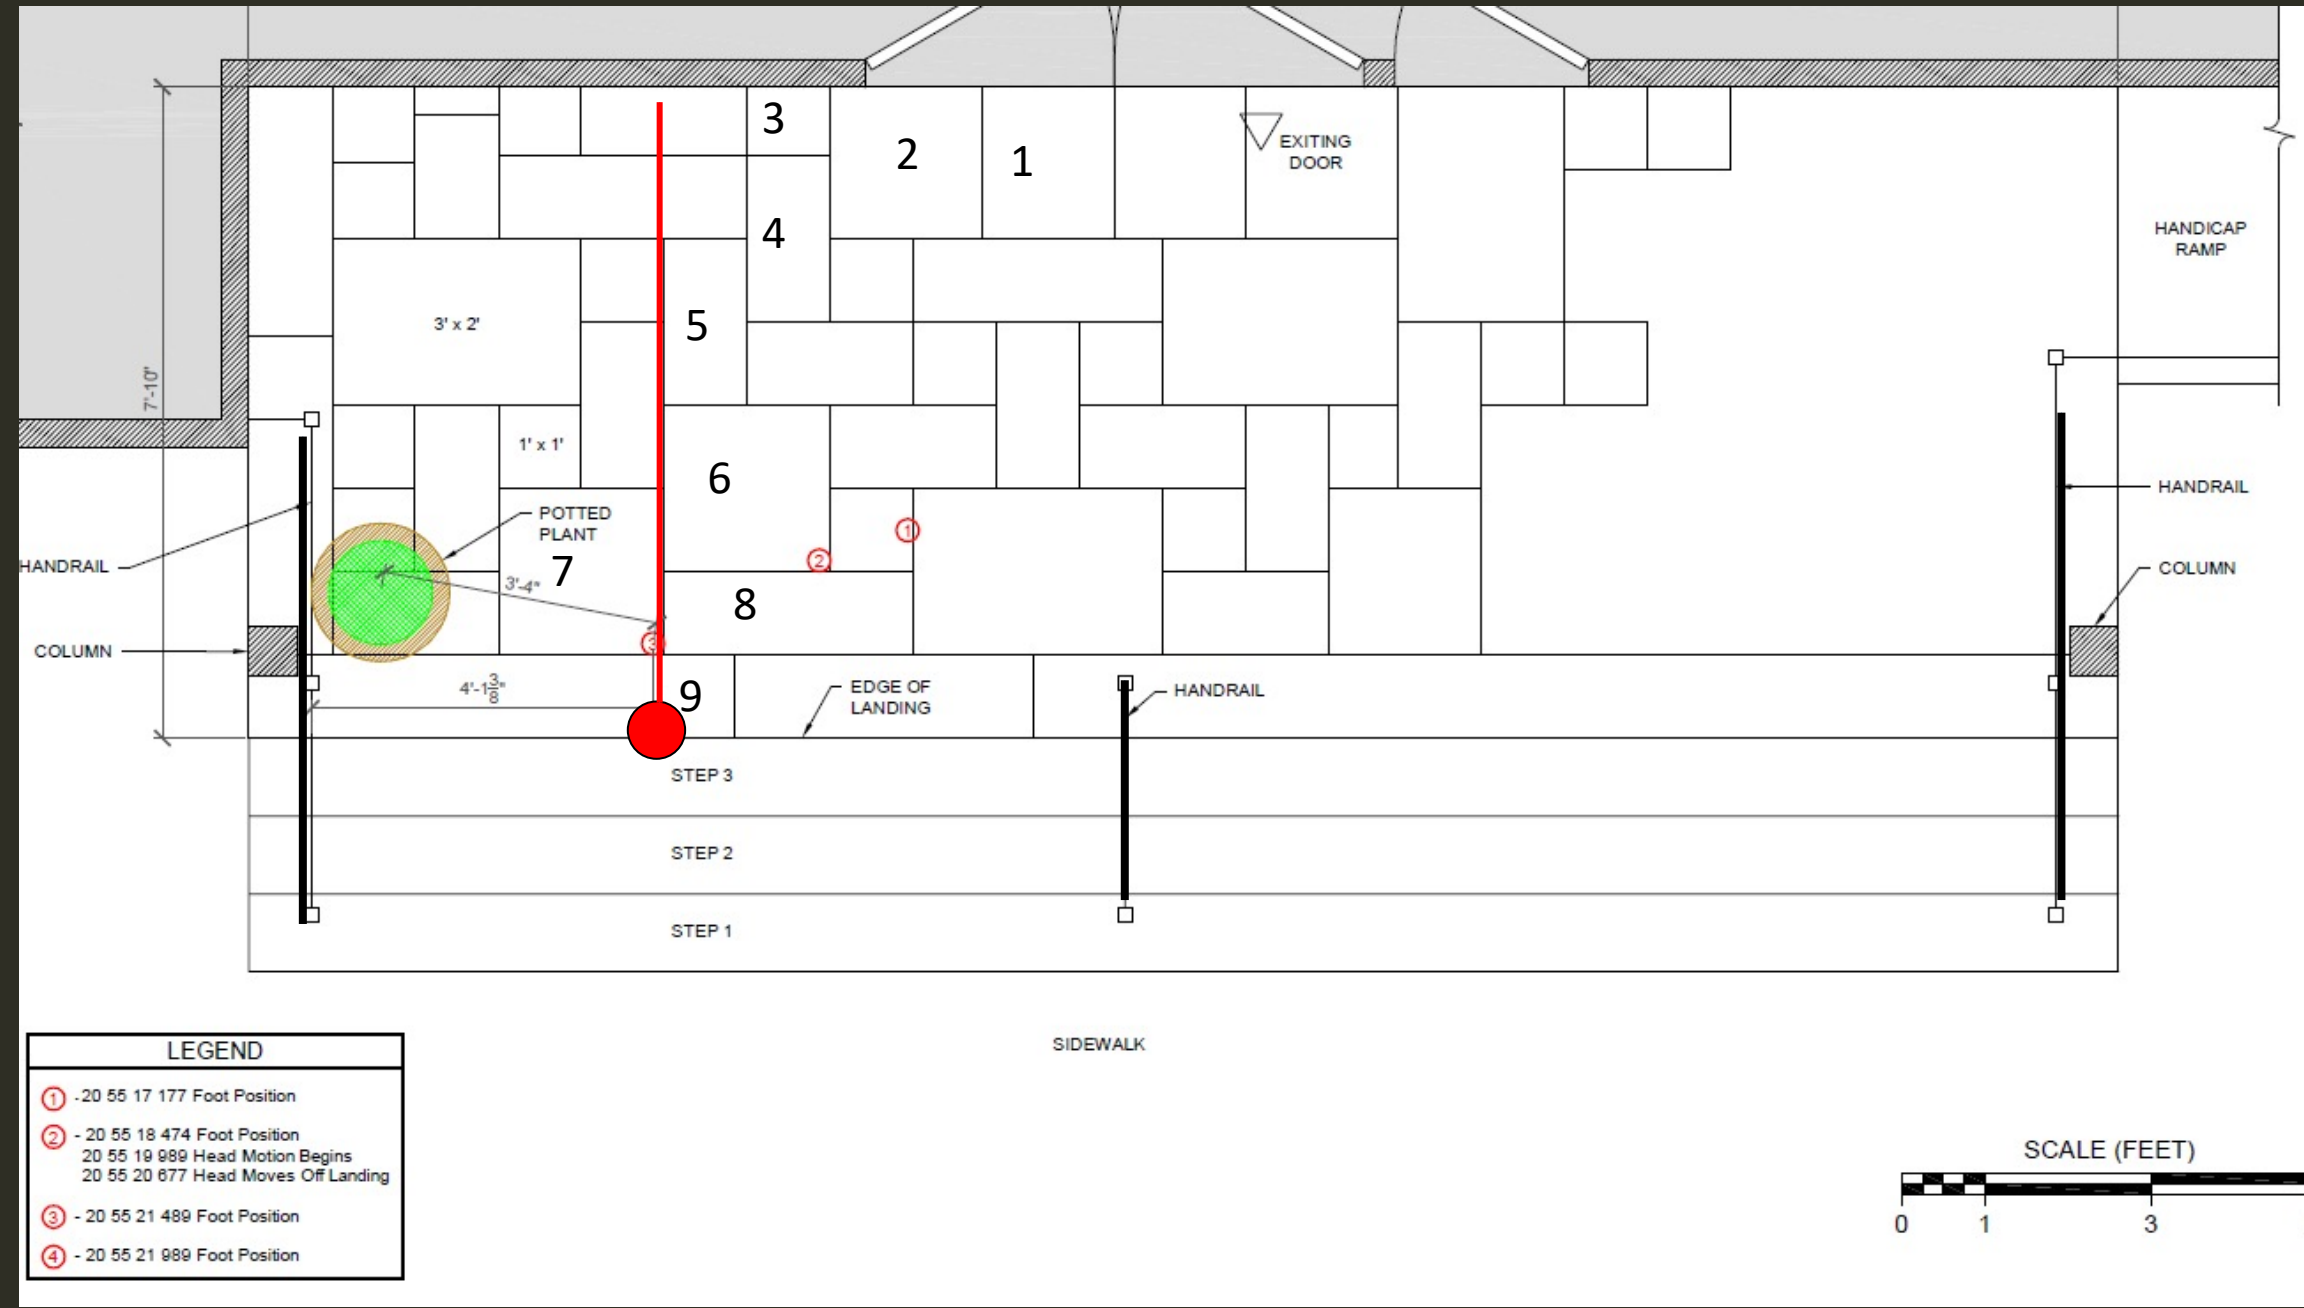 3
2
1
EXITING
DOOR
4
HANDICAP
RAMP
3' x 2'
5
7'-10"
1' x 1'
6
HANDRAIL
POTTED
PLANT
1
2
HANDRAIL
7
3'-4"
8
COLUMN
3
COLUMN
4'-1 3/8"
9
EDGE OF
LANDING
HANDRAIL
STEP 3
STEP 2
STEP 1
SIDEWALK
LEGEND
1 - 20 55 17 177 Foot Position
2 - 20 55 18 474 Foot Position
20 55 19 989 Head Motion Begins
20 55 20 677 Head Moves Off Landing
3 - 20 55 21 489 Foot Position
4 - 20 55 21 989 Foot Position
SCALE (FEET)
0 1 3